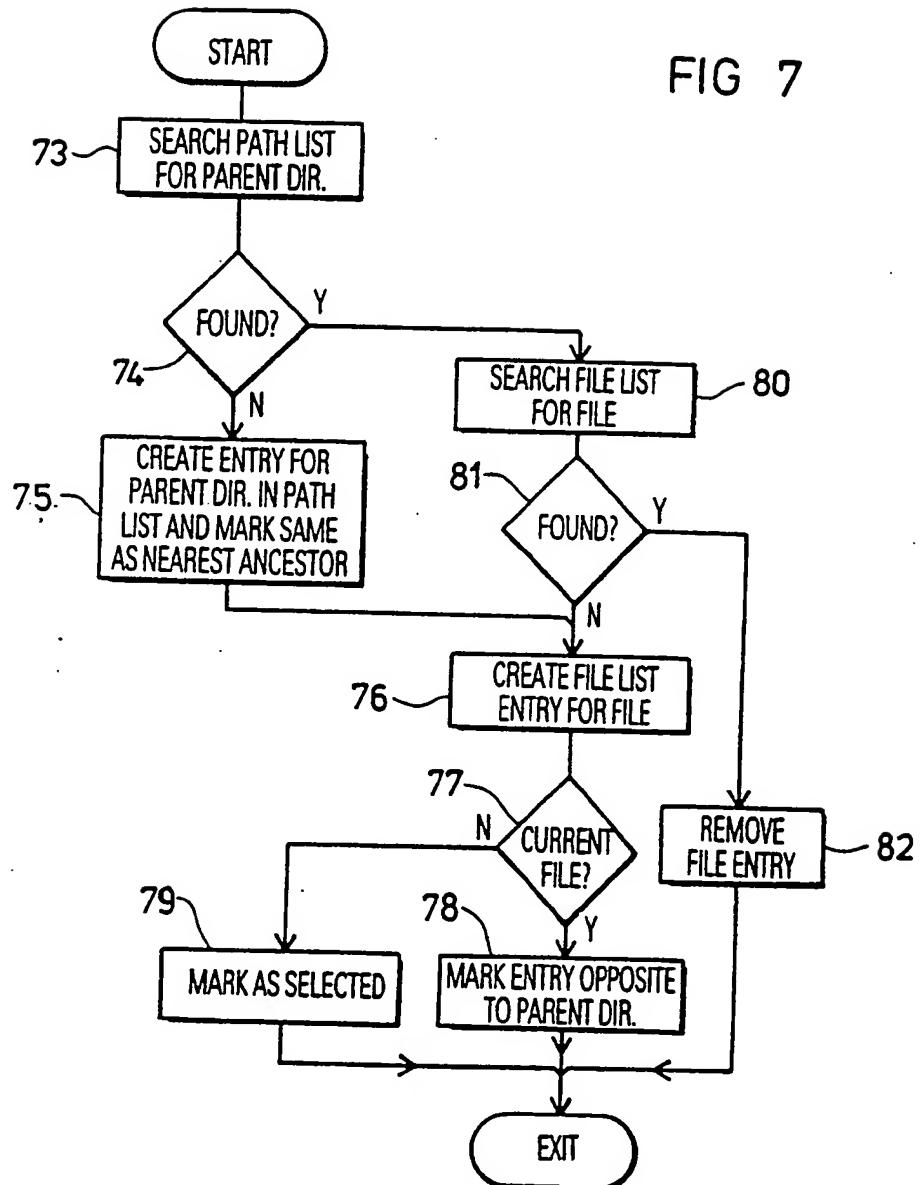 START
FIG 7
73
SEARCH PATH LIST
FOR PARENT DIR.
FOUND?
Y
74
N
SEARCH FILE LIST
FOR FILE
80
75
CREATE ENTRY FOR
PARENT DIR. IN PATH
LIST AND MARK SAME
AS NEAREST ANCESTOR
81
FOUND?
Y
N
76
CREATE FILE LIST
ENTRY FOR FILE
77
N
CURRENT
FILE?
Y
REMOVE
FILE ENTRY
82
79
MARK AS SELECTED
78
MARK ENTRY OPPOSITE
TO PARENT DIR.
EXIT